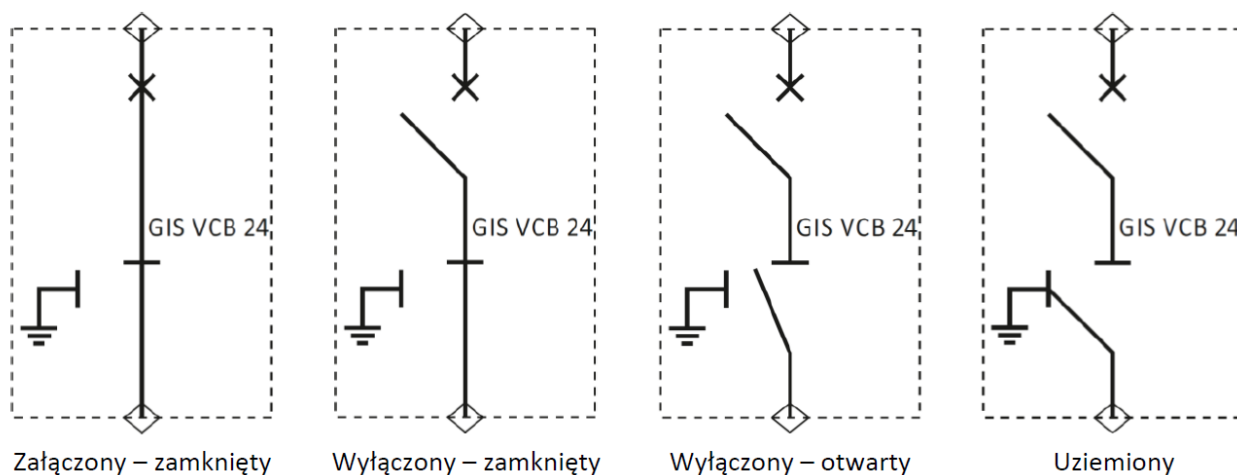 GIS VCB 24 GIS VCB 24 GIS VCB 24 GIS VCB 24
Załączony – zamknięty Wyłączony – zamknięty Wyłączony – otwarty Uziemiony